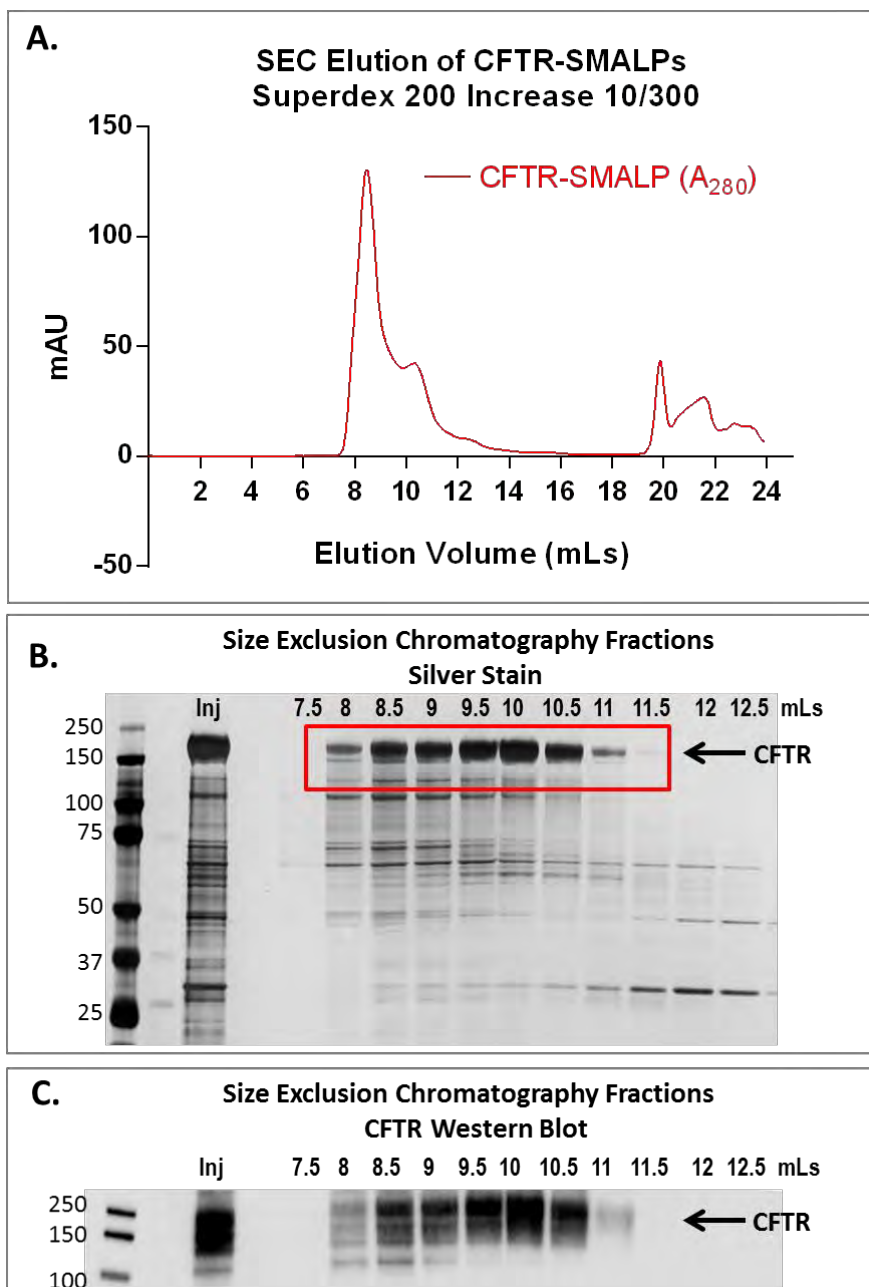 A.
SEC Elution of CFTR-SMALPs
Superdex 200 Increase 10/300
150
CFTR-SMALP (A280)
100
50
mAU
0
2 4 6 8 10 12 14 16 18 20 22 24
Elution Volume (mLs)
-50
B.
Size Exclusion Chromatography Fractions
Silver Stain
Inj 7.5 8 8.5 9 9.5 10 10.5 11 11.5 12 12.5 mLs
250
150
CFTR
100
75
50
37
25
C.
Size Exclusion Chromatography Fractions
CFTR Western Blot
Inj 7.5 8 8.5 9 9.5 10 10.5 11 11.5 12 12.5 mLs
250
CFTR
150
100